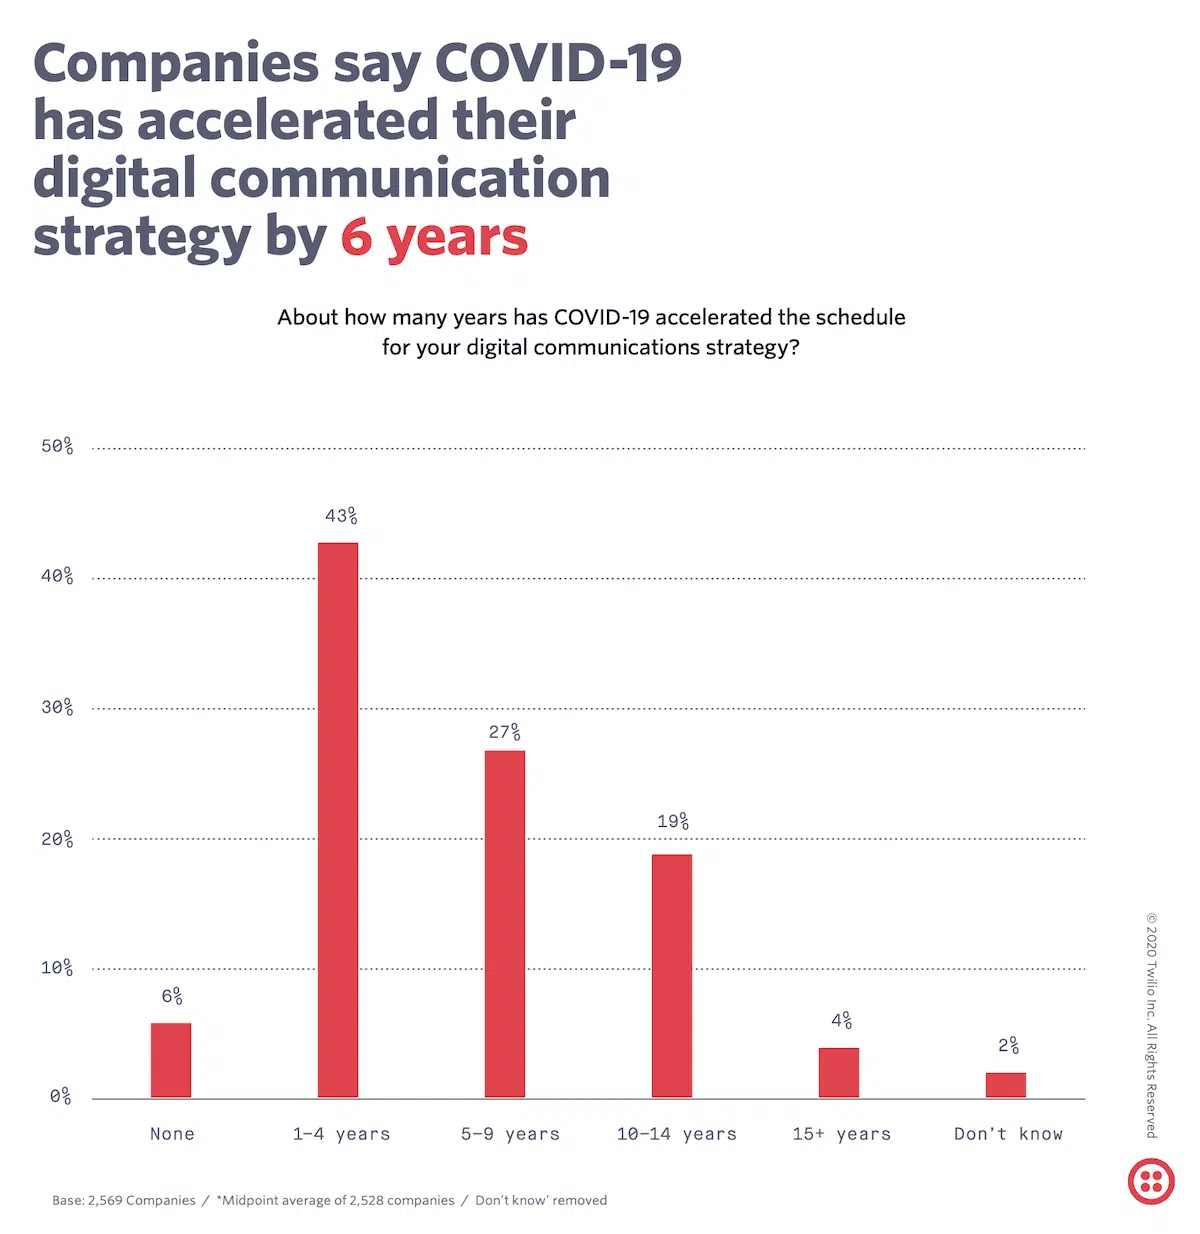 Companies say COVID-19
has accelerated their
digital communication
strategy by 6 years
About how many years has COVID-19 accelerated the schedule
for your digital communications strategy?
50%
40%
30%
20%
10%
0%
6%
43%
27%
19%
4%
2%
None
1–4 years
5–9 years
10–14 years
15+ years
Don't know
Base: 2,569 Companies / *Midpoint average of 2,528 companies / Don't know' removed
© 2020 Twilio Inc. All Rights Reserved